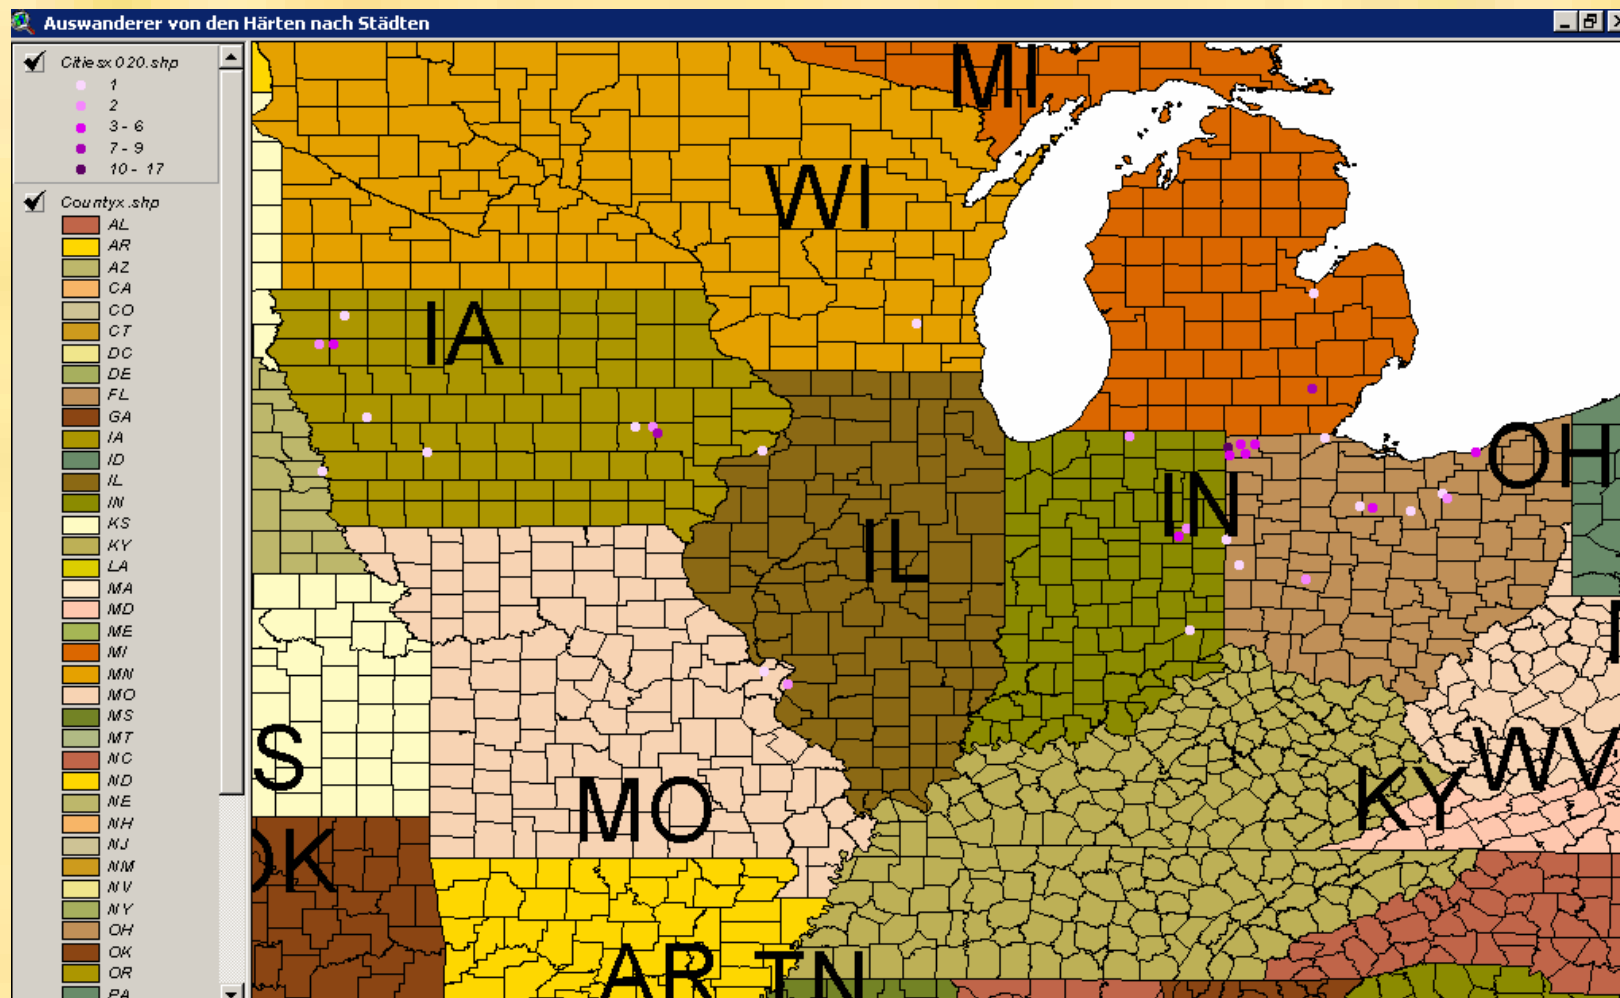 Auswanderer von den Härten nach Städten
Citiesx020.shp
1
2
3 - 6
7 - 9
10 - 17
Countyx.shp
AL
AR
AZ
CA
CO
CT
DC
DE
FL
GA
IA
ID
IL
IN
KS
KY
LA
MA
MD
ME
MI
MN
MO
MS
MT
NC
ND
NE
NH
NJ
NM
NV
NY
OH
OK
OR
PA
MI
WI
IA
OH
IN
IL
S
MO
KY
WV
OK
AR
TN